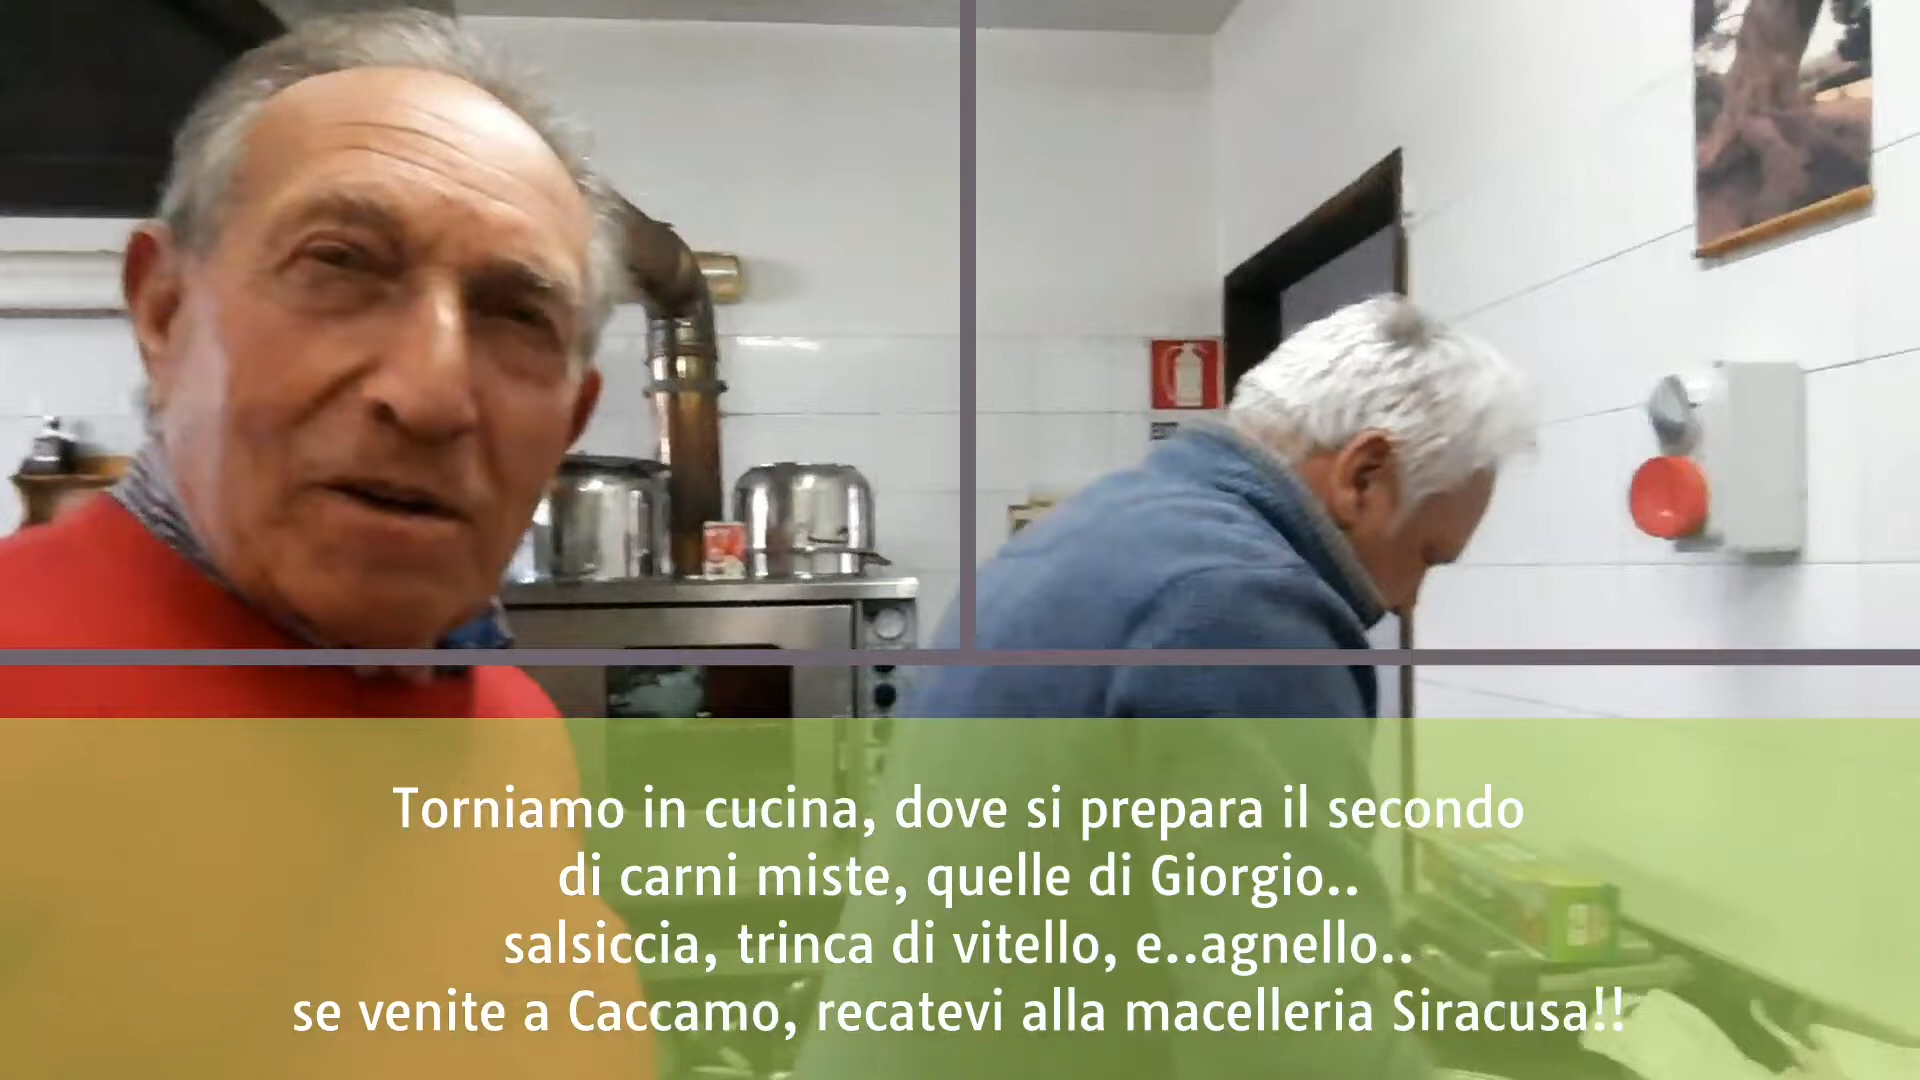 Torniamo in cucina, dove si prepara il secondo
di carni miste, quelle di Giorgio..
salsiccia, trinca di vitello, e..agnello..
se venite a Caccamo, recatevi alla macelleria Siracusa!!